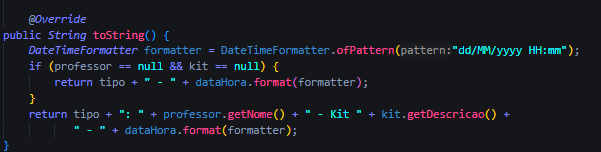 @Override
public String toString() {
DateTimeFormatter formatter = DateTimeFormatter.ofPattern(pattern:"dd/MM/yyyy HH:mm");
if (professor == null && kit == null) {
return tipo + " - " + dataHora.format(formatter);
}
return tipo + ": " + professor.getNome() + " - Kit " + kit.getDescricao() +
" - " + dataHora.format(formatter);
}